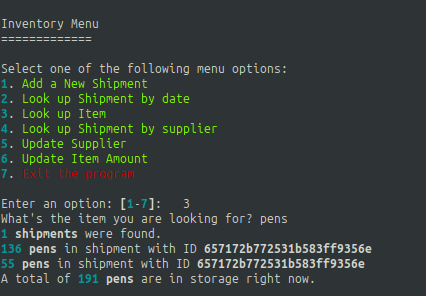 Inventory Menu
=============
Select one of the following menu options:
1. Add a New Shipment
2. Look up Shipment by date
3. Look up Item
4. Look up Shipment by supplier
5. Update Supplier
6. Update Item Amount
7. Exit the program
Enter an option: [1-7]: 3
What's the item you are looking for? pens
1 shipments were found.
136 pens in shipment with ID 657172b772531b583ff9356e
55 pens in shipment with ID 657172b772531b583ff9356e
A total of 191 pens are in storage right now.